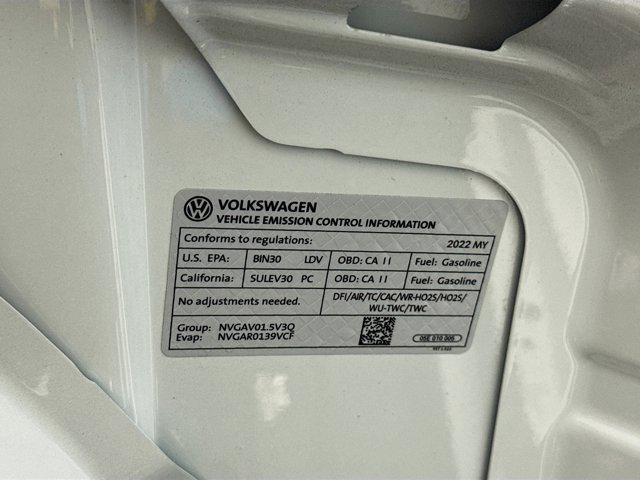 VOLKSWAGEN
VEHICLE EMISSION CONTROL INFORMATION
Conforms to regulations: 2022 MY
U.S. EPA: BIN30 LDV OBD: CA II Fuel: Gasoline
California: SULEV30 PC OBD: CA II Fuel: Gasoline
No adjustments needed. DFI/AIR/TC/CAC/WR-HO2S/HO2S/
WU-TWC/TWC
Group: NVGAV01.5V3Q
Evap: NVGAR0139VCF
05E 010 005